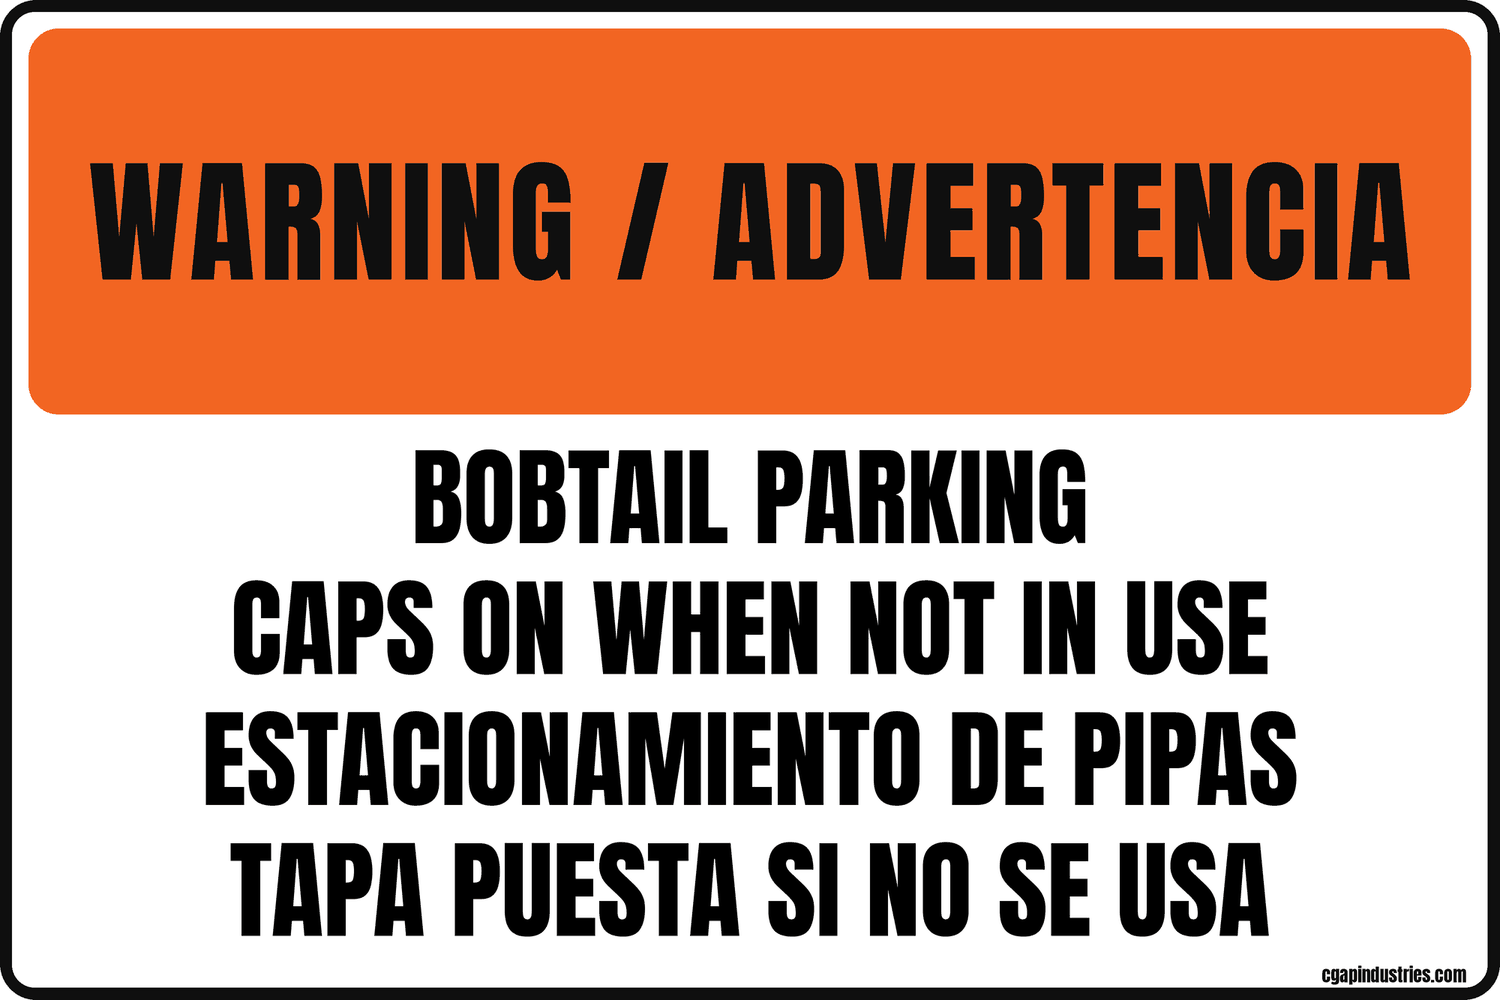 WARNING / ADVERTENCIA
BOBTAIL PARKING
CAPS ON WHEN NOT IN USE
ESTACIONAMIENTO DE PIPAS
TAPA PUESTA SI NO SE USA
cgapindustries.com